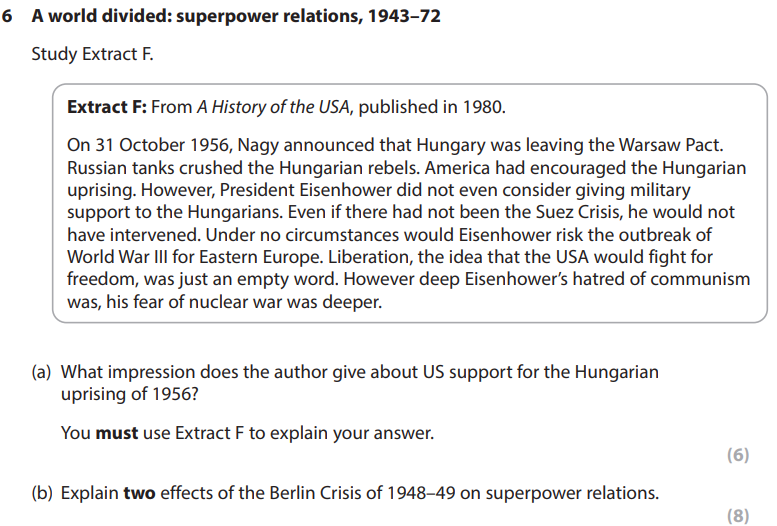 6 A world divided: superpower relations, 1943–72
Study Extract F.
Extract F: From A History of the USA, published in 1980.
On 31 October 1956, Nagy announced that Hungary was leaving the Warsaw Pact.
Russian tanks crushed the Hungarian rebels. America had encouraged the Hungarian
uprising. However, President Eisenhower did not even consider giving military
support to the Hungarians. Even if there had not been the Suez Crisis, he would not
have intervened. Under no circumstances would Eisenhower risk the outbreak of
World War III for Eastern Europe. Liberation, the idea that the USA would fight for
freedom, was just an empty word. However deep Eisenhower’s hatred of communism
was, his fear of nuclear war was deeper.
(a) What impression does the author give about US support for the Hungarian
uprising of 1956?
You must use Extract F to explain your answer.
(6)
(b) Explain two effects of the Berlin Crisis of 1948–49 on superpower relations.
(8)